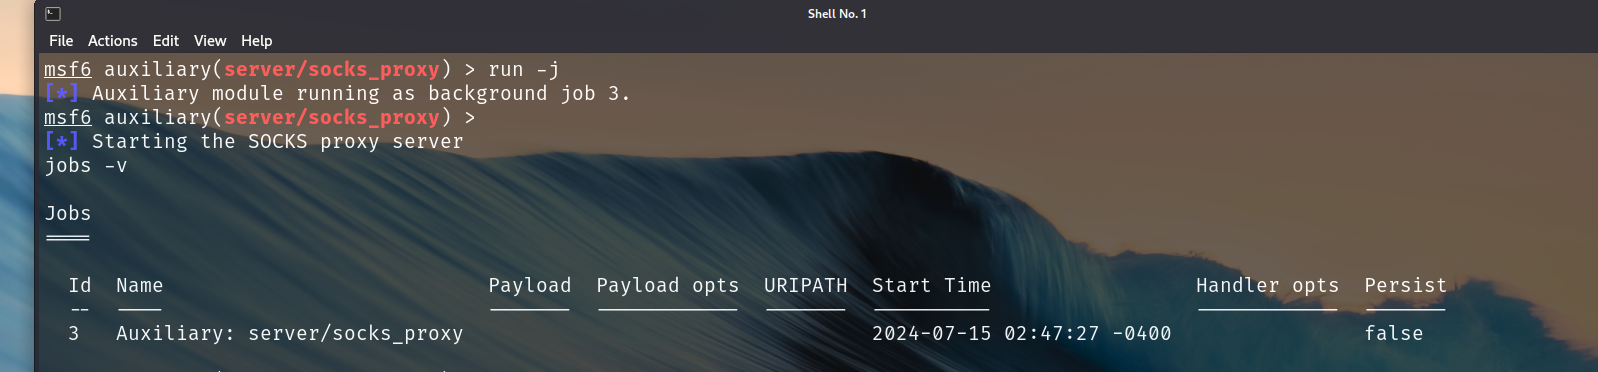 Shell No. 1
File Actions Edit View Help
msf6 auxiliary(server/socks_proxy) > run -j
[*] Auxiliary module running as background job 3.
msf6 auxiliary(server/socks_proxy) >
[*] Starting the SOCKS proxy server
jobs -v
Jobs
====
Id Name Payload Payload opts URIPATH Start Time Handler opts Persist
-- ---- ------- ------------ ------- ---------- ------------ -------
3 Auxiliary: server/socks_proxy 2024-07-15 02:47:27 -0400 false